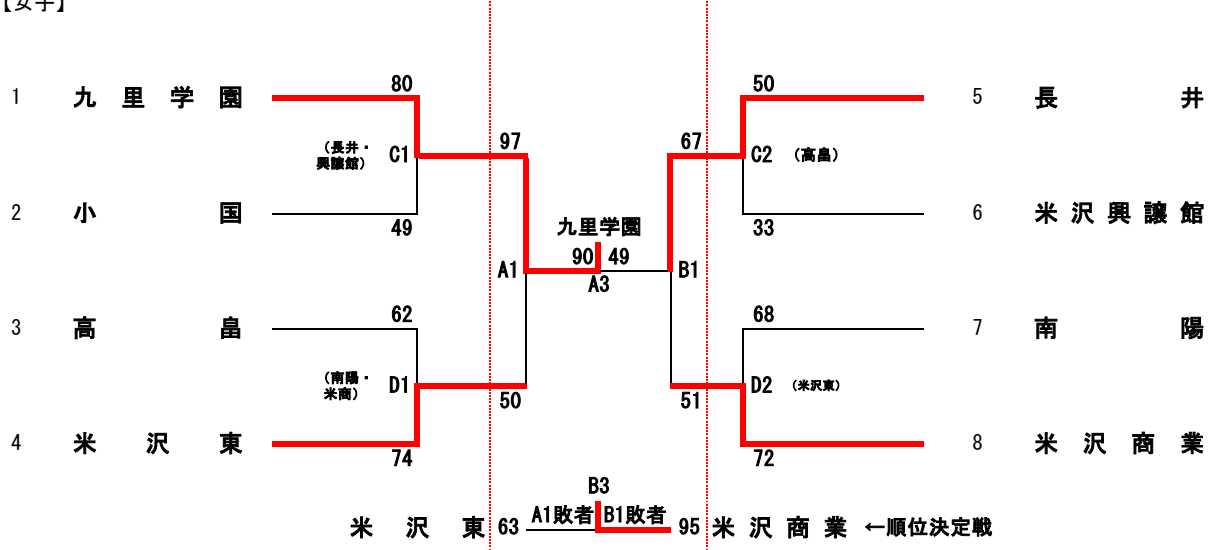 【女子】
80
50
1 九里学園
5 長井
97
67
(長井・
興譲館)
C1
C2 (高畠)
2 小国
6 米沢興譲館
49
33
九里学園
90 49
A1
B1
A3
62
68
3 高畠
7 南陽
(南陽・
米商)
D1
D2 (米沢東)
50
51
4 米沢東
8 米沢商業
74
72
B3
米沢東 63 A1敗者 B1敗者 95 米沢商業 ←順位決定戦